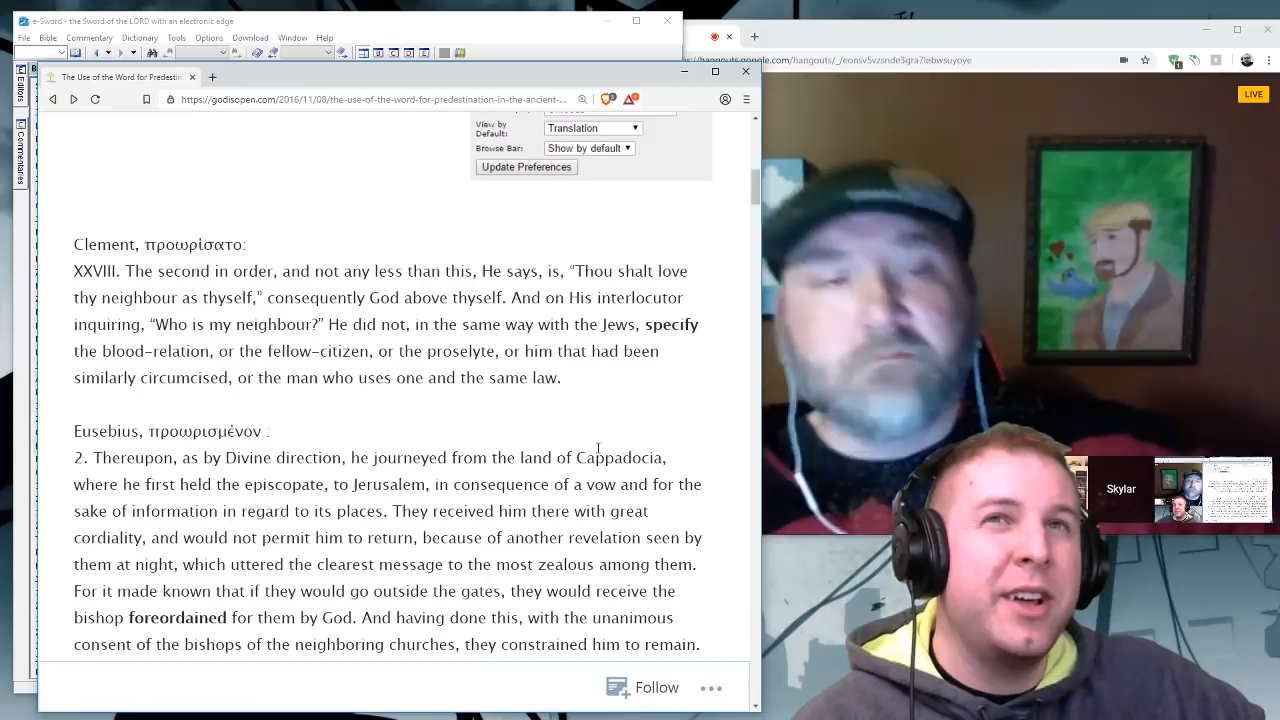 e-Sword - the Sword of the LORD with an electronic edge
File Bible Commentary Dictionary Tools Options Download Window Help
The Use of the Word for Predestin
https://godisopen.com/2016/11/08/the-use-of-the-word-for-predestination-in-the-ancient-...
hangouts.google.com/hangouts/_/eonsv5vzsnde3gra7lebwsuyoye
LIVE
Editors
Commentaries
View by
Default:
Translation
Browse Bar:
Show by default
Update Preferences
Clement, προωρίσατο:
XXVIII. The second in order, and not any less than this, He says, is, “Thou shalt love
thy neighbour as thyself,” consequently God above thyself. And on His interlocutor
inquiring, “Who is my neighbour?” He did not, in the same way with the Jews, specify
the blood-relation, or the fellow-citizen, or the proselyte, or him that had been
similarly circumcised, or the man who uses one and the same law.
Eusebius, προωρισμένον :
2. Thereupon, as by Divine direction, he journeyed from the land of Cappadocia,
where he first held the episcopate, to Jerusalem, in consequence of a vow and for the
sake of information in regard to its places. They received him there with great
cordiality, and would not permit him to return, because of another revelation seen by
them at night, which uttered the clearest message to the most zealous among them.
For it made known that if they would go outside the gates, they would receive the
bishop foreordained for them by God. And having done this, with the unanimous
consent of the bishops of the neighboring churches, they constrained him to remain.
Follow
Skylar